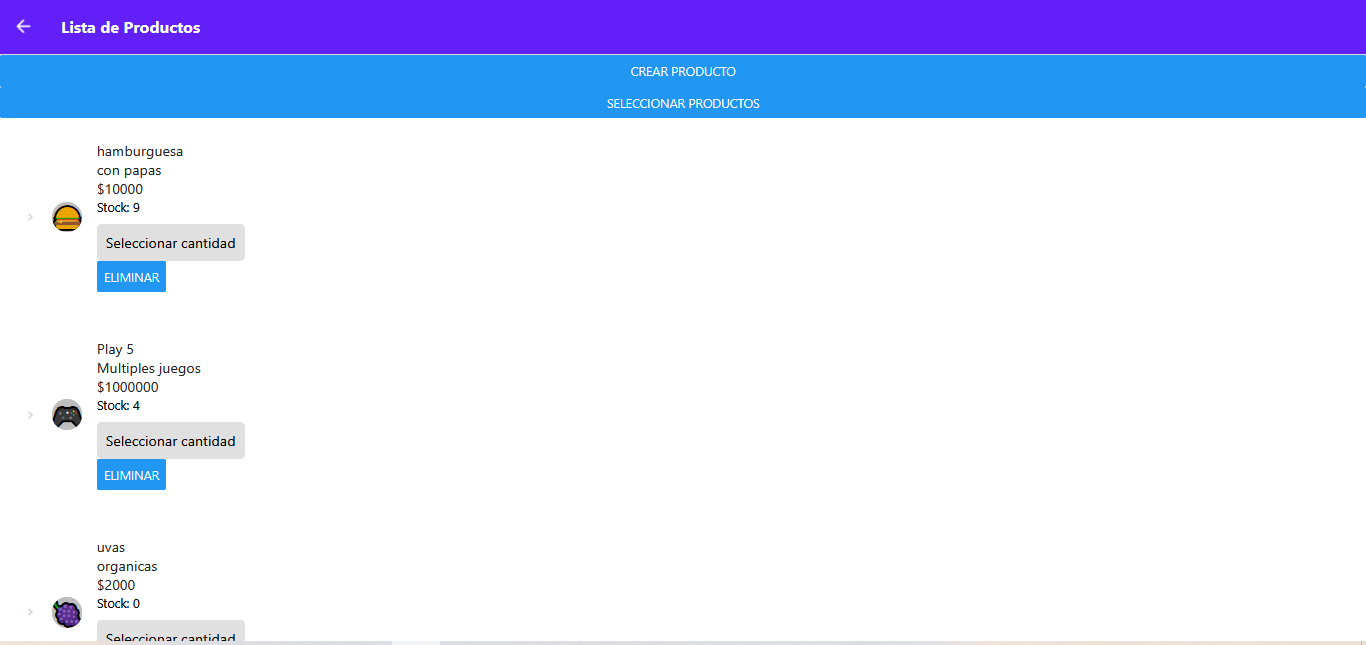 Lista de Productos
CREAR PRODUCTO
SELECCIONAR PRODUCTOS
hamburguesa
con papas
$10000
Stock: 9
Seleccionar cantidad
ELIMINAR
Play 5
Multiples juegos
$1000000
Stock: 4
Seleccionar cantidad
ELIMINAR
uvas
organicas
$2000
Stock: 0
Seleccionar cantidad